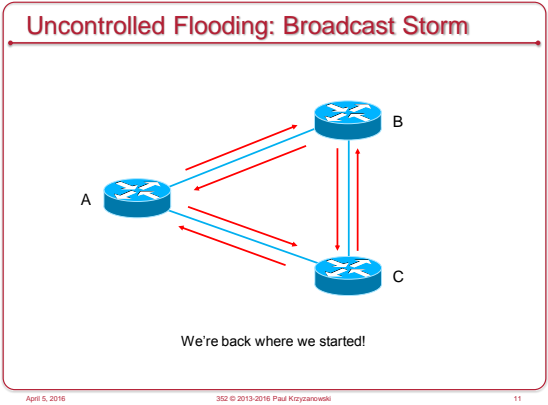 Uncontrolled Flooding: Broadcast Storm
B
A
C
We're back where we started!
April 5, 2016 352 © 2013-2016 Paul Krzyzanowski 11